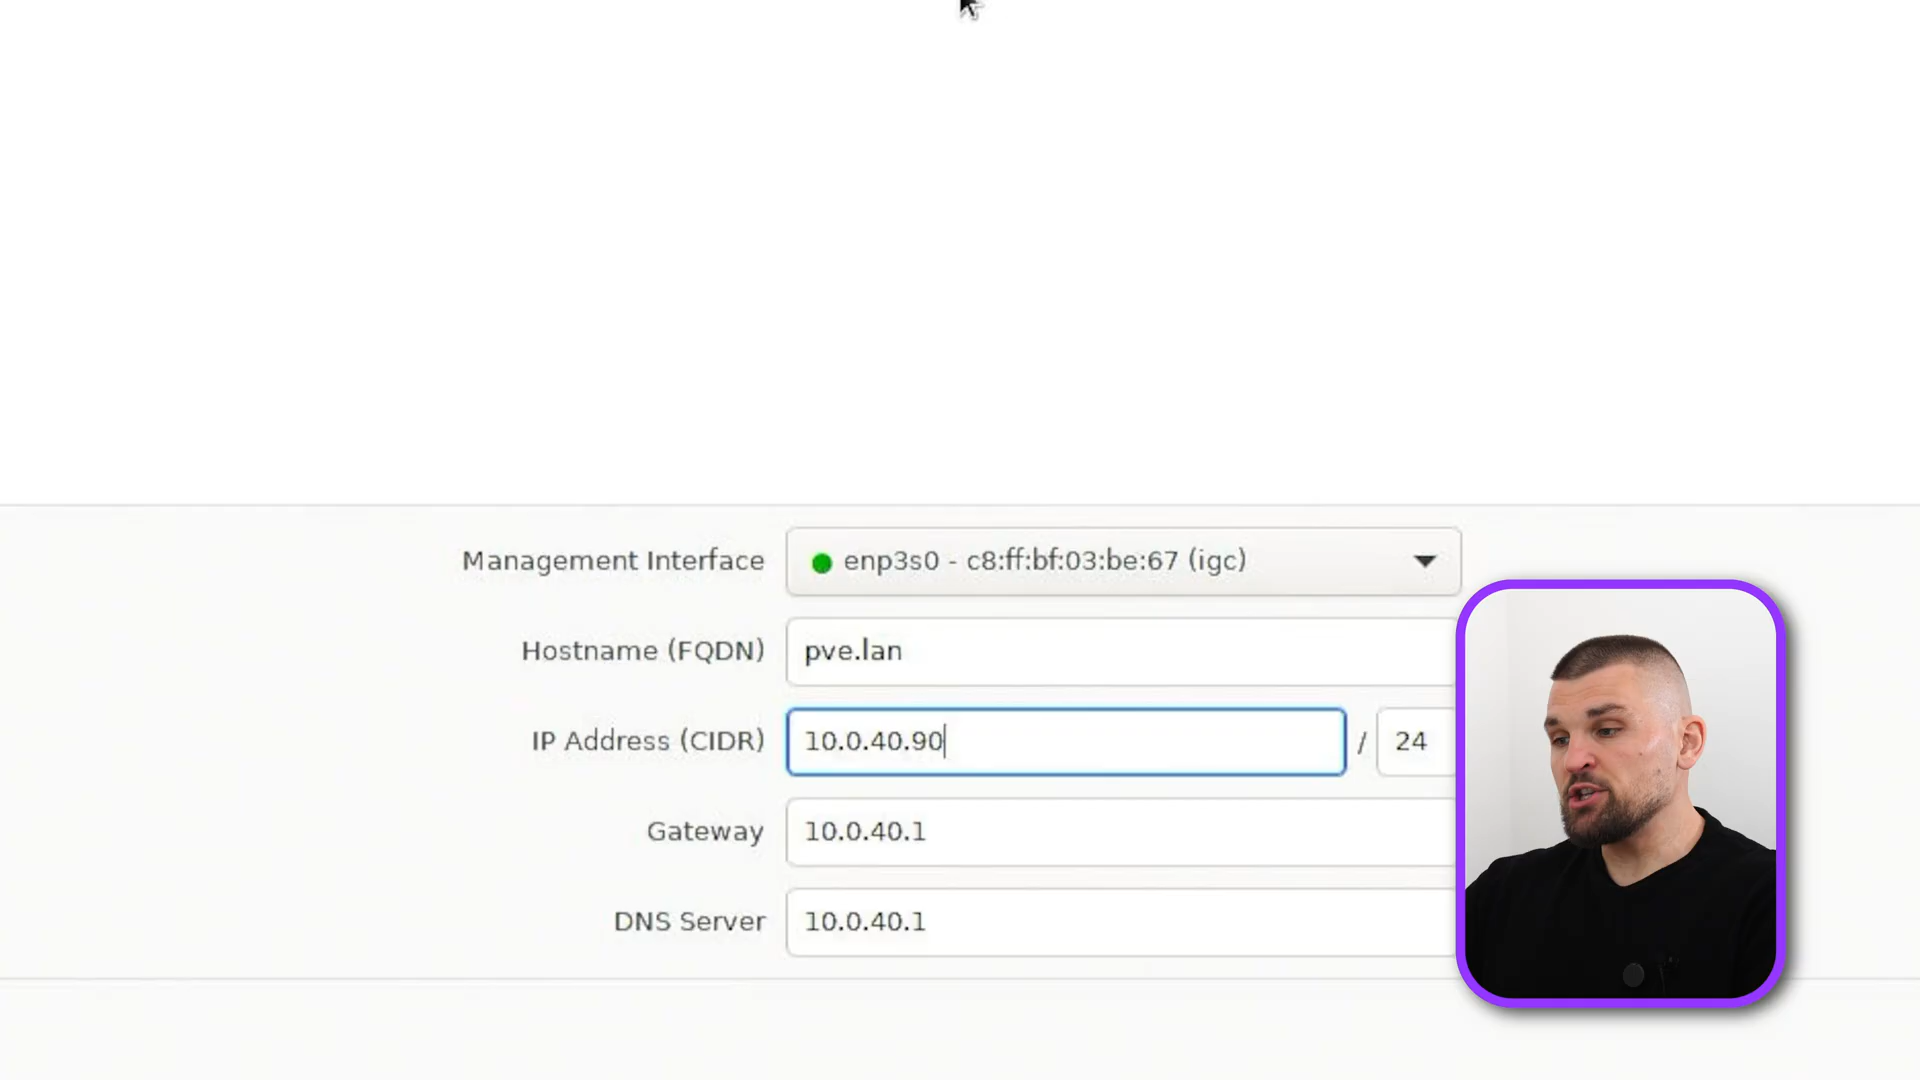 Management Interface enp3s0 - c8:ff:bf:03:be:67 (igc)
Hostname (FQDN) pve.lan
IP Address (CIDR) 10.0.40.90 / 24
Gateway 10.0.40.1
DNS Server 10.0.40.1